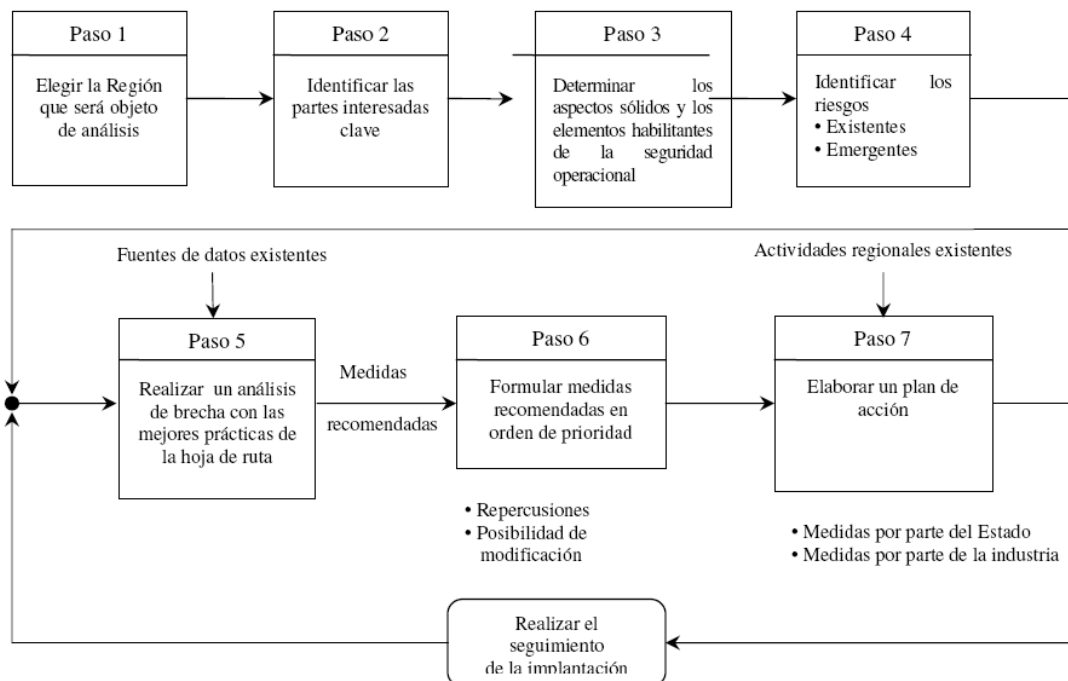 Paso 1
Elegir la Región
que será objeto
de análisis
Paso 2
Identificar las
partes interesadas
clave
Paso 3
Determinar los
aspectos sólidos y los
elementos habilitantes
de la seguridad
operacional
Paso 4
Identificar los
riesgos
• Existentes
• Emergentes
Fuentes de datos existentes
Actividades regionales existentes
Paso 5
Realizar un análisis
de brecha con las
mejores prácticas de
la hoja de ruta
Medidas
recomendadas
Paso 6
Formular medidas
recomendadas en
orden de prioridad
• Repercusiones
• Posibilidad de
modificación
Paso 7
Elaborar un plan de
acción
• Medidas por parte del Estado
• Medidas por parte de la industria
Realizar el
seguimiento
de la implantación